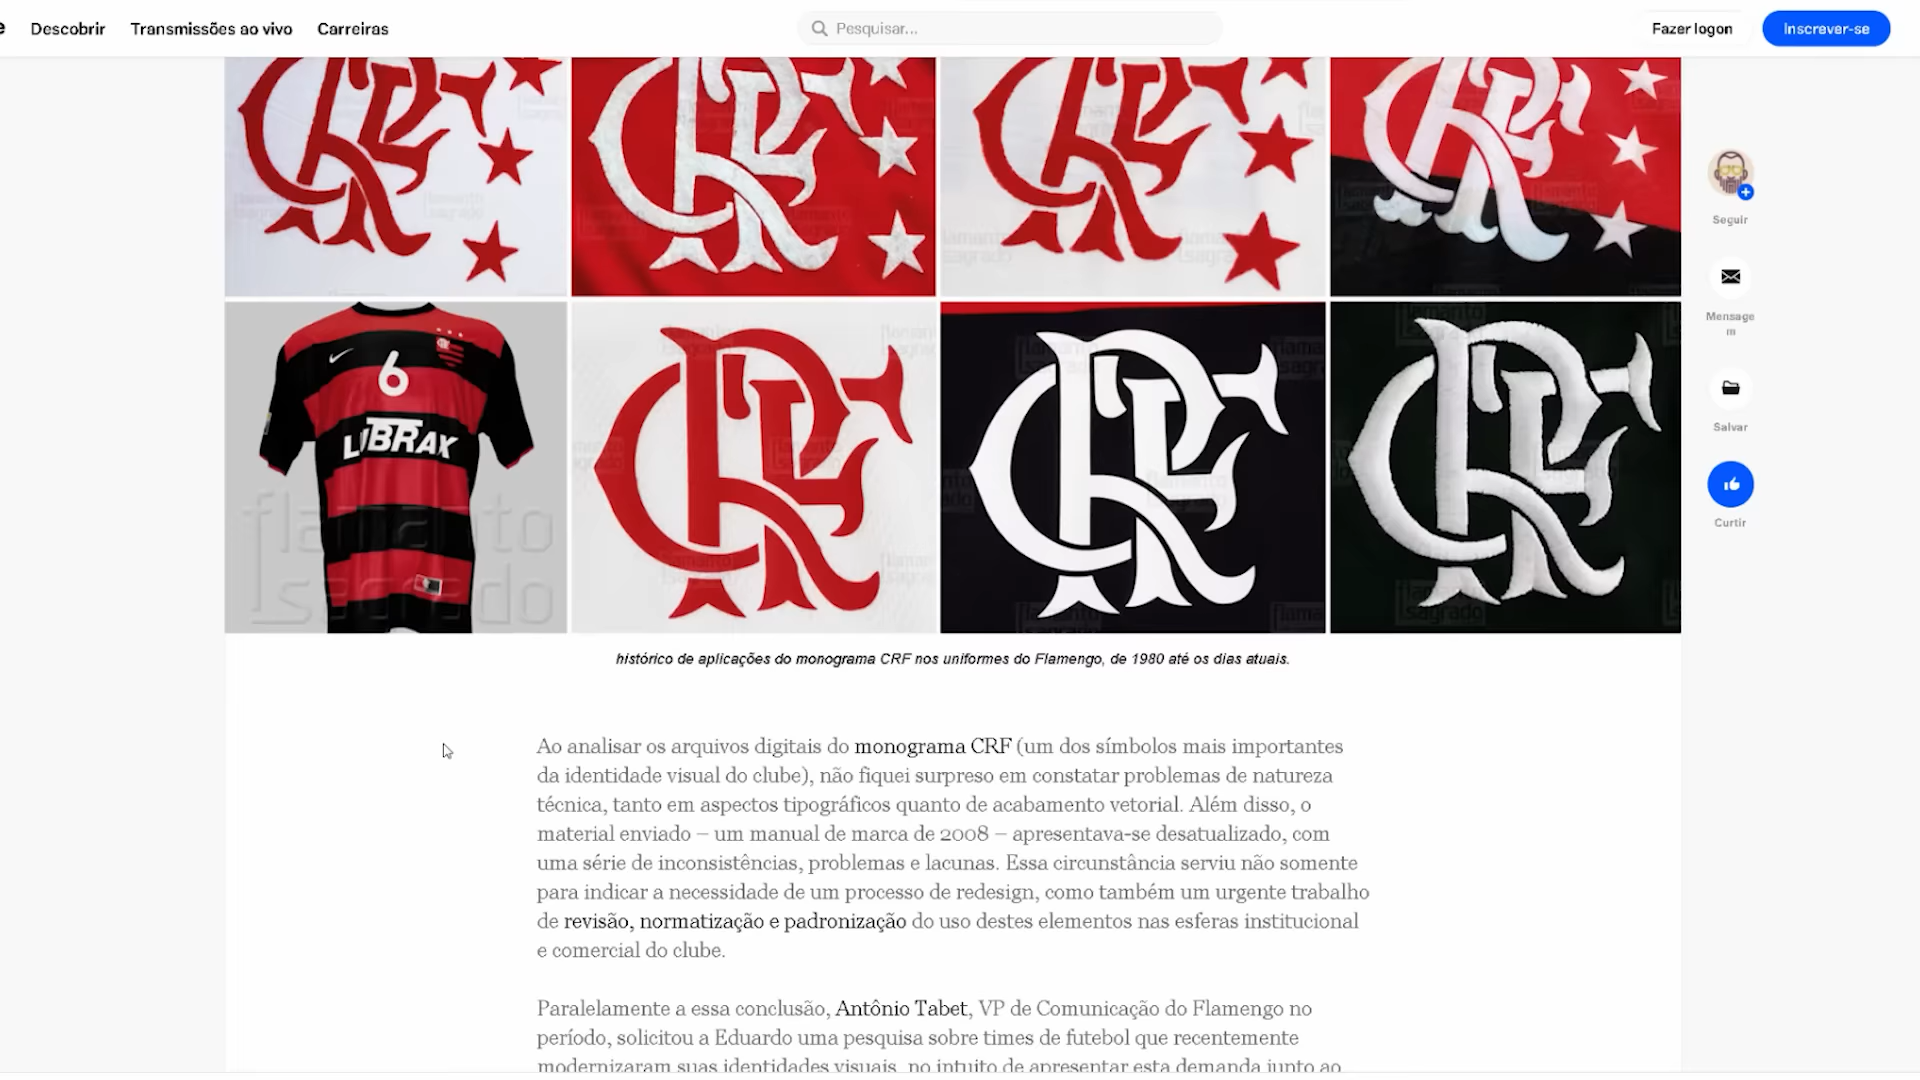 e Descobrir Transmissões ao vivo Carreiras Pesquisar... Fazer logon Inscrever-se
Seguir
Mensage
m
Salvar
Curtir
6
LUBRAX
flamanto
sagrado
CRF
histórico de aplicações do monograma CRF nos uniformes do Flamengo, de 1980 até os dias atuais.
Ao analisar os arquivos digitais do monograma CRF (um dos símbolos mais importantes
da identidade visual do clube), não fiquei surpreso em constatar problemas de natureza
técnica, tanto em aspectos tipográficos quanto de acabamento vetorial. Além disso, o
material enviado – um manual de marca de 2008 – apresentava-se desatualizado, com
uma série de inconsistências, problemas e lacunas. Essa circunstância serviu não somente
para indicar a necessidade de um processo de redesign, como também um urgente trabalho
de revisão, normatização e padronização do uso destes elementos nas esferas institucional
e comercial do clube.
Paralelamente a essa conclusão, Antônio Tabet, VP de Comunicação do Flamengo no
período, solicitou a Eduardo uma pesquisa sobre times de futebol que recentemente
modernizaram suas identidades visuais, no intuito de apresentar esta demanda junto ao